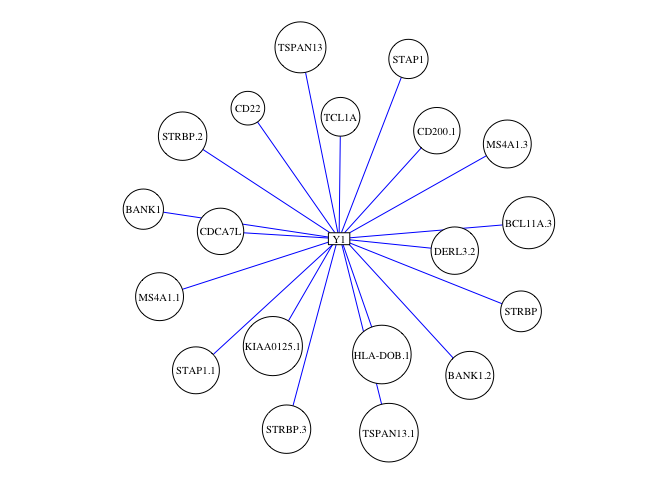 TSPAN13
STAP1
CD22
TCL1A
CD200.1
STRBP.2
MS4A1.3
BANK1
CDCA7L
BCL11A.3
Y1
DERL3.2
MS4A1.1
STRBP
KIAA0125.1
HLA-DOB.1
STAP1.1
BANK1.2
STRBP.3
TSPAN13.1